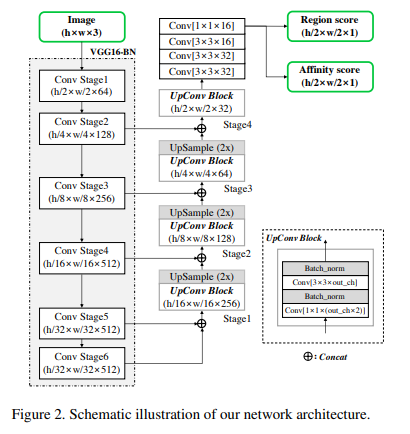 Image
(h×w×3)
VGG16-BN
Conv Stage1
(h/2×w/2×64)
Conv Stage2
(h/4×w/4×128)
Conv Stage3
(h/8×w/8×256)
Conv Stage4
(h/16×w/16×512)
Conv Stage5
(h/32×w/32×512)
Conv Stage6
(h/32×w/32×512)
Conv[1×1×16]
Conv[3×3×16]
Conv[3×3×32]
Conv[3×3×32]
UpConv Block
(h/2×w/2×32)
Stage4
UpSample (2x)
UpConv Block
(h/4×w/4×64)
Stage3
UpSample (2x)
UpConv Block
(h/8×w/8×128)
Stage2
UpSample (2x)
UpConv Block
(h/16×w/16×256)
Stage1
Region score
(h/2×w/2×1)
Affinity score
(h/2×w/2×1)
UpConv Block
Batch_norm
Conv[3×3×out_ch]
Batch_norm
Conv[1×1×(out_ch×2)]
⊕: Concat
Figure 2. Schematic illustration of our network architecture.